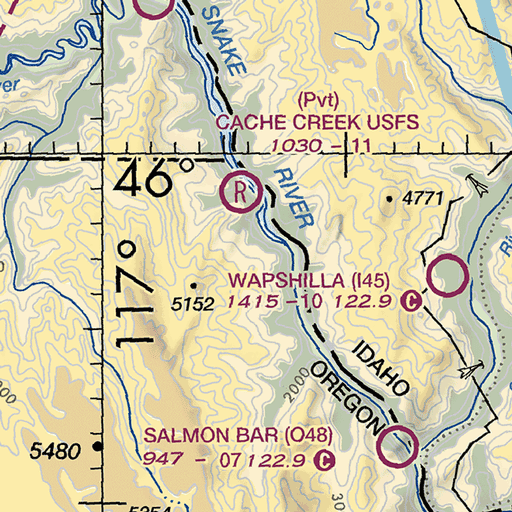 SNAKE
(Pvt)
CACHE CREEK USFS
1030 - 11
46°
R
RIVER
4771
117°
WAPSHILLA (I45)
1415 - 10 122.9 C
5152
IDAHO
OREGON
2000
SALMON BAR (O48)
947 - 07 122.9 C
5480